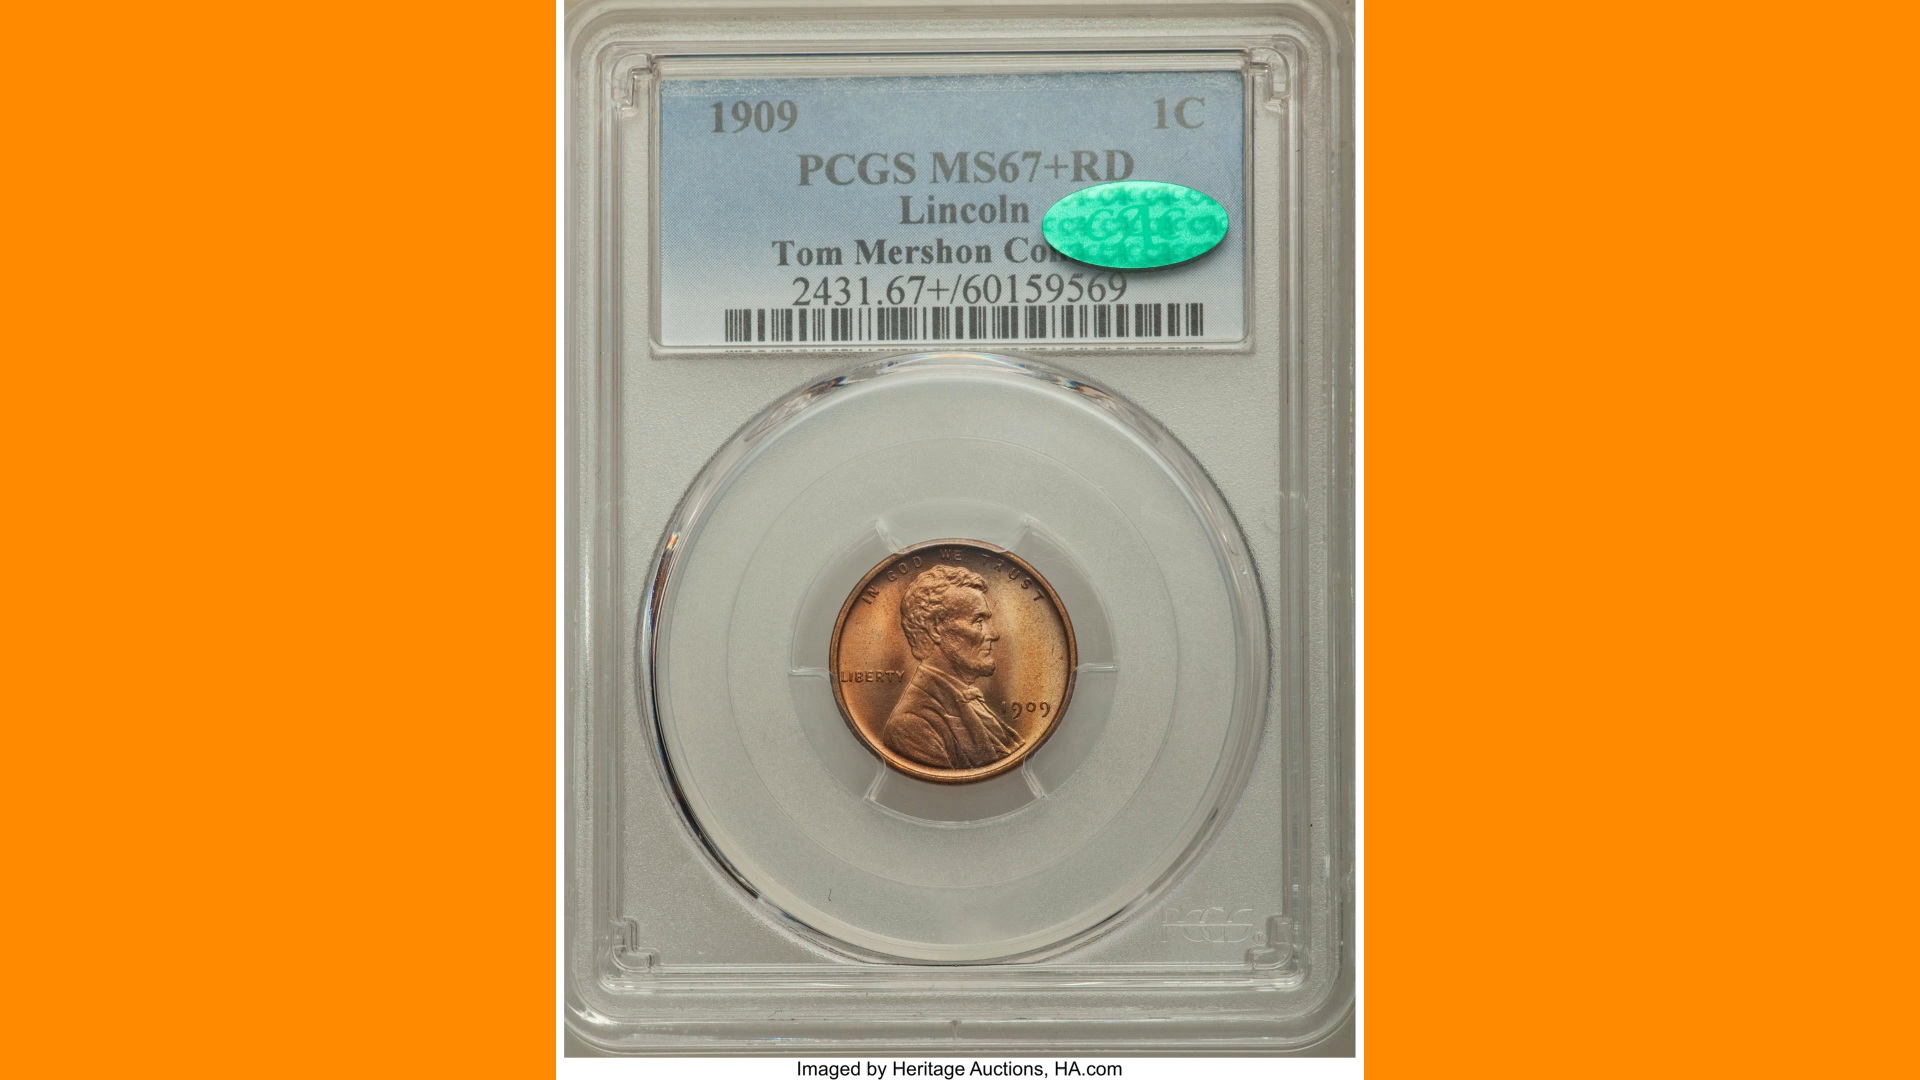 1909 1C
PCGS MS67+RD
Lincoln
Tom Mershon
2431.67+/60159569
IN GOD WE TRUST
LIBERTY
1909
PCGS
Imaged by Heritage Auctions, HA.com